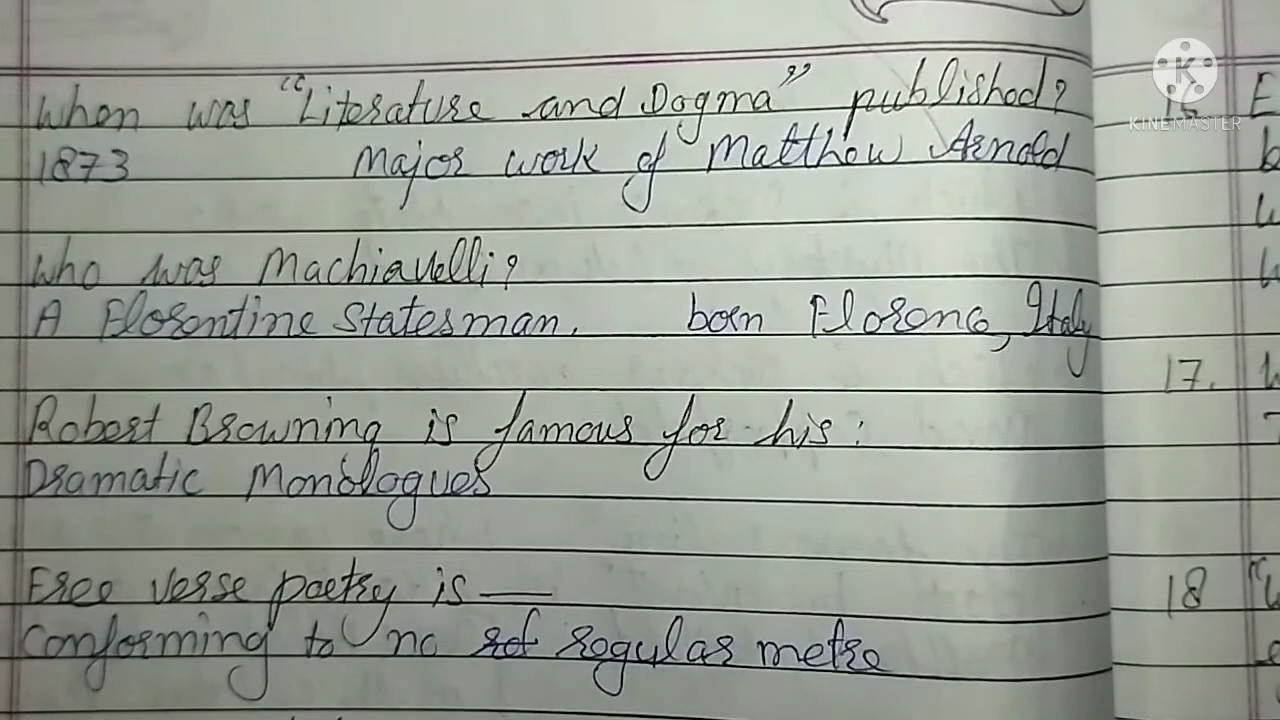 When was "Literature and Dogma" published?
1873 Major work of Matthew Arnold
Who was Machiavelli?
A Florentine Statesman. born Florence, Italy
Robert Browning is famous for his:
Dramatic Monologues
Free verse poetry is —
Conforming to no set regular metre
E
b
17.
18
KINEMASTER